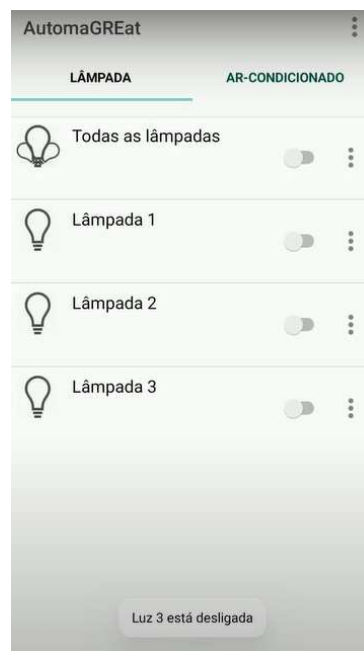 AutomaGREat
LÂMPADA AR-CONDICIONADO
Todas as lâmpadas
Lâmpada 1
Lâmpada 2
Lâmpada 3
Luz 3 está desligada